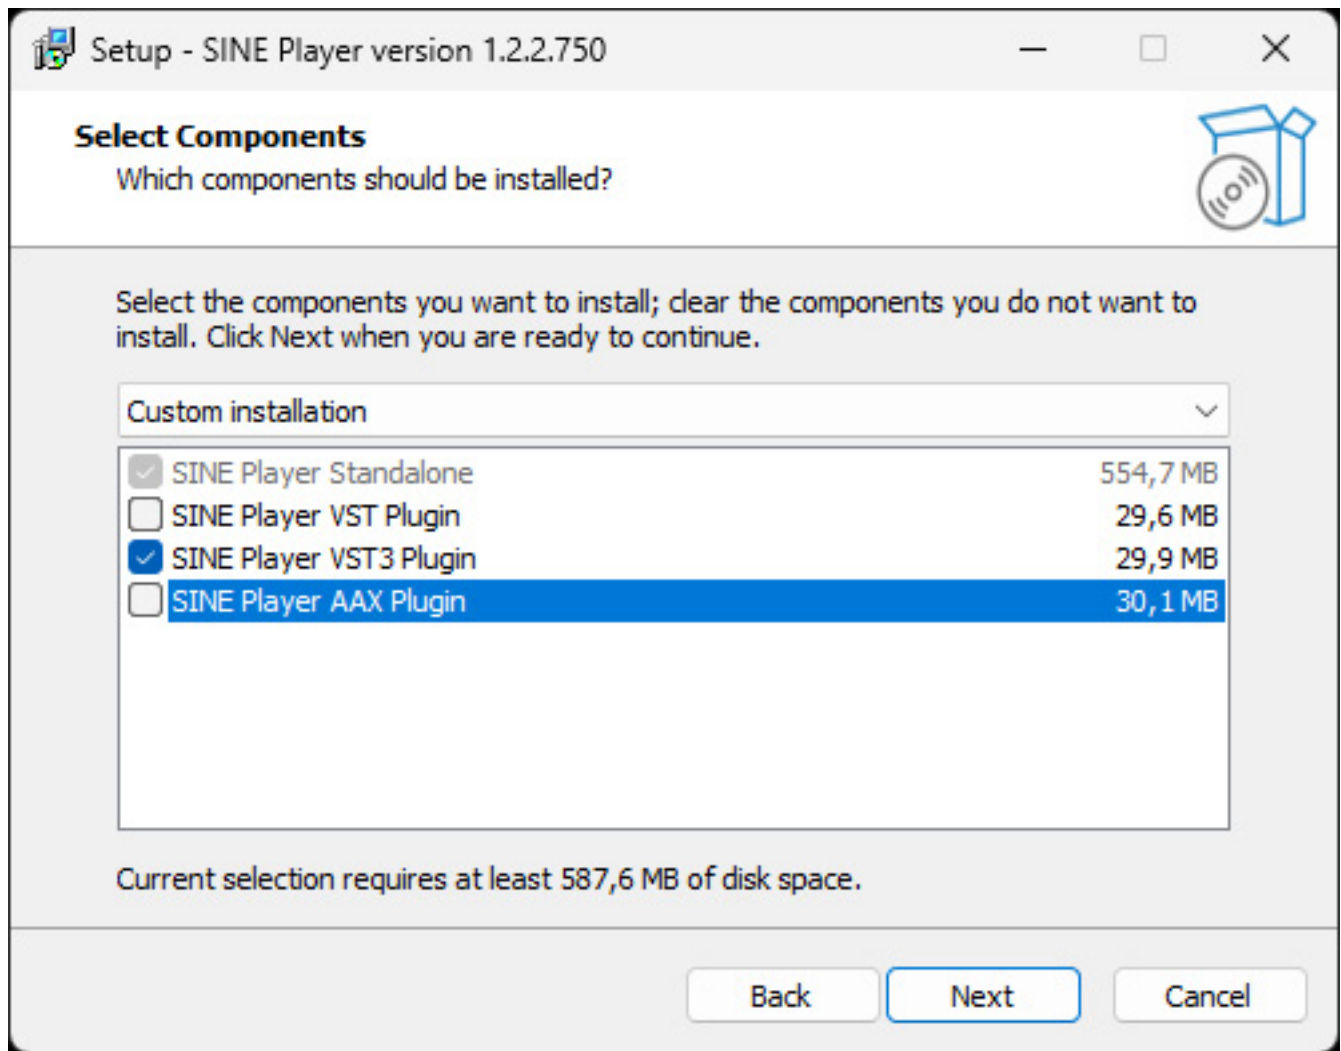 Setup - SINE Player version 1.2.2.750
Select Components
Which components should be installed?
Select the components you want to install; clear the components you do not want to
install. Click Next when you are ready to continue.
Custom installation
SINE Player Standalone 554,7 MB
SINE Player VST Plugin 29,6 MB
SINE Player VST3 Plugin 29,9 MB
SINE Player AAX Plugin 30,1 MB
Current selection requires at least 587,6 MB of disk space.
Back Next Cancel